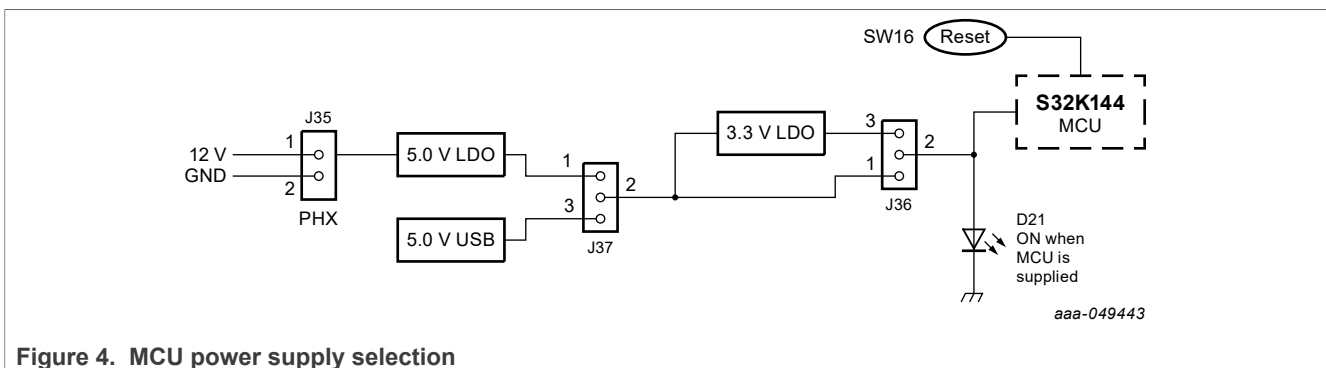 SW16 Reset
S32K144
MCU
J35
1
12 V
GND
2
PHX
5.0 V LDO
5.0 V USB
1
2
3
J37
3.3 V LDO
3
2
1
J36
D21
ON when
MCU is
supplied
aaa-049443
Figure 4. MCU power supply selection